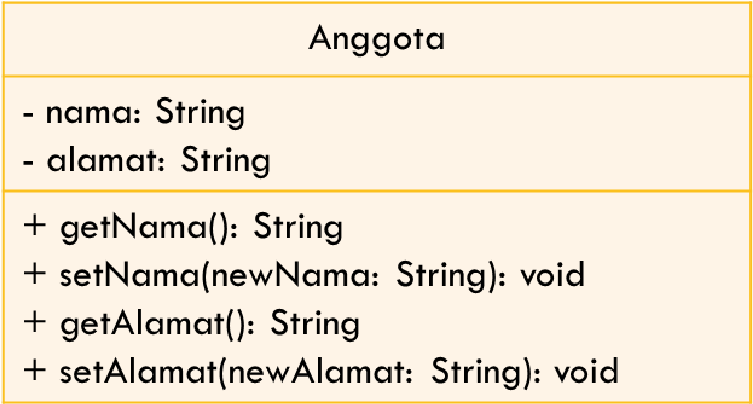 Anggota
- nama: String
- alamat: String
+ getNama(): String
+ setNama(newNama: String): void
+ getAlamat(): String
+ setAlamat(newAlamat: String): void